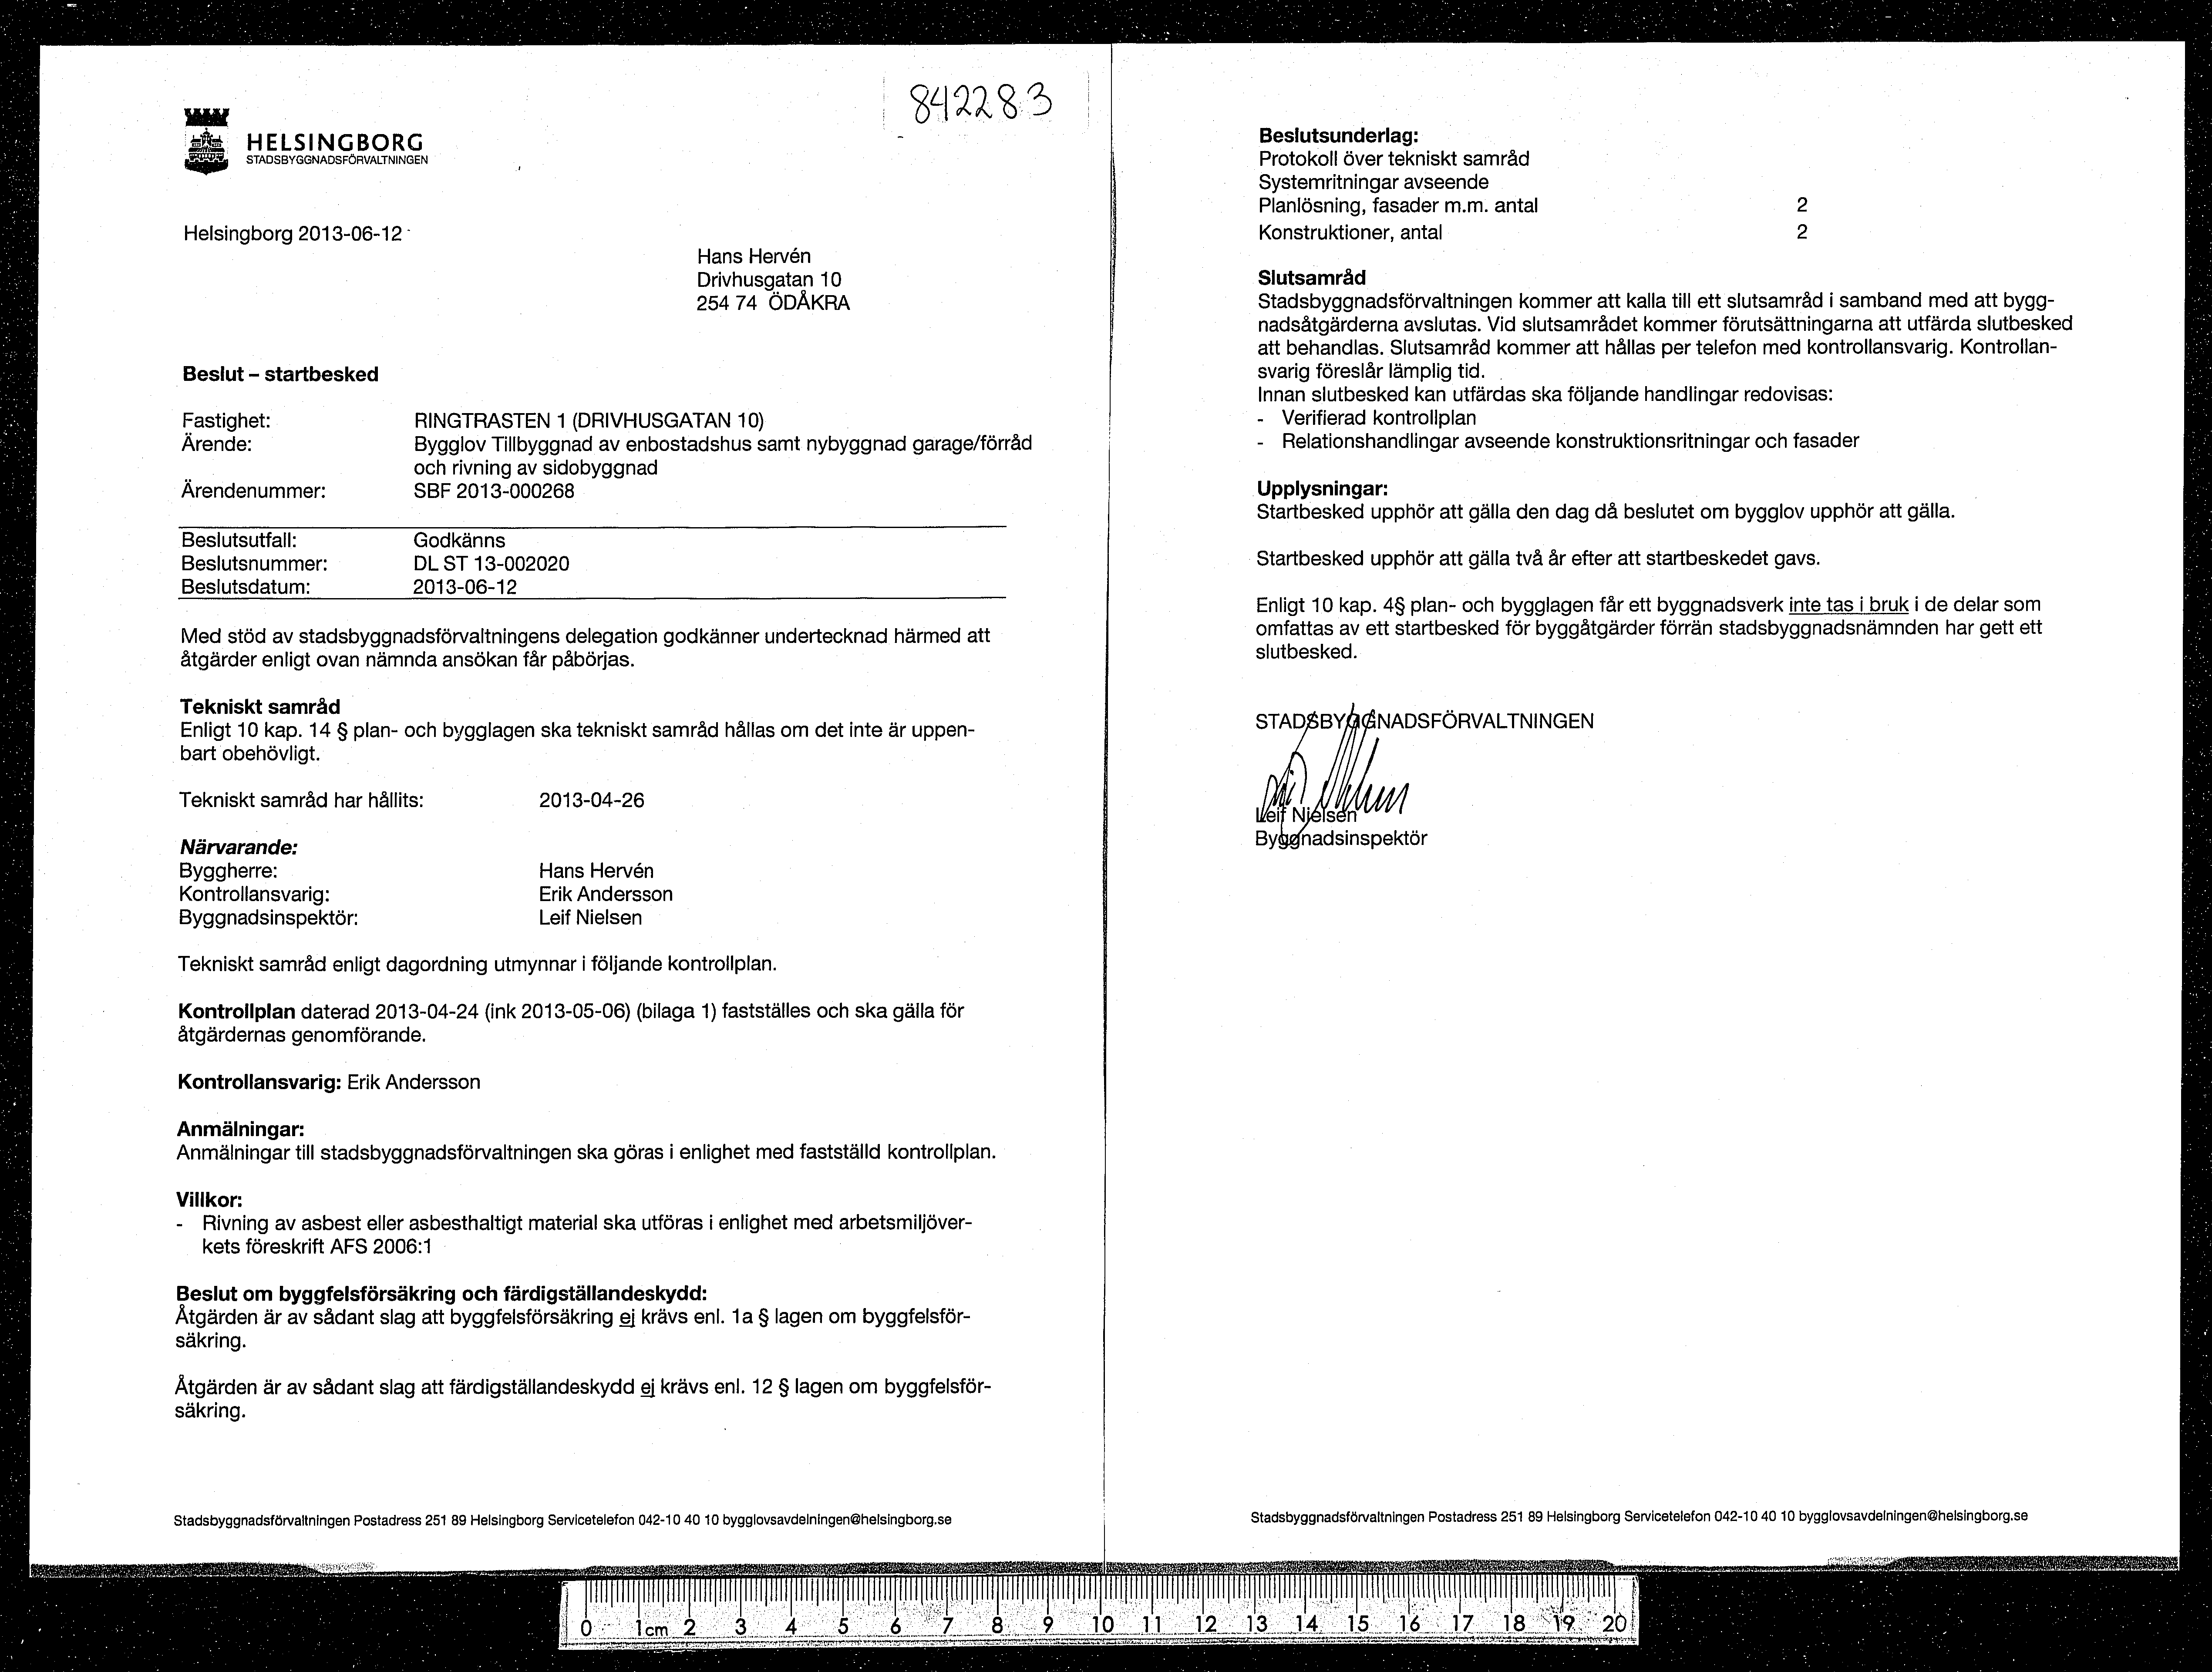 842283
HELSINGBORG
STADSBYGGNADSFÖRVALTNINGEN
Helsingborg 2013-06-12
Hans Hervén
Drivhusgatan 10
254 74 ÖDÅKRA
Beslut – startbesked
Fastighet: RINGTRASTEN 1 (DRIVHUSGATAN 10)
Ärende: Bygglov Tillbyggnad av enbostadshus samt nybyggnad garage/förråd
och rivning av sidobyggnad
Ärendenummer: SBF 2013-000268
Beslutsutfall: Godkänns
Beslutsnummer: DL ST 13-002020
Beslutsdatum: 2013-06-12
Med stöd av stadsbyggnadsförvaltningens delegation godkänner undertecknad härmed att
åtgärder enligt ovan nämnda ansökan får påbörjas.
Tekniskt samråd
Enligt 10 kap. 14 § plan- och bygglagen ska tekniskt samråd hållas om det inte är uppen-
bart obehövligt.
Tekniskt samråd har hållits: 2013-04-26
Närvarande:
Byggherre: Hans Hervén
Kontrollansvarig: Erik Andersson
Byggnadsinspektör: Leif Nielsen
Tekniskt samråd enligt dagordning utmynnar i följande kontrollplan.
Kontrollplan daterad 2013-04-24 (ink 2013-05-06) (bilaga 1) fastställes och ska gälla för
åtgärdernas genomförande.
Kontrollansvarig: Erik Andersson
Anmälningar:
Anmälningar till stadsbyggnadsförvaltningen ska göras i enlighet med fastställd kontrollplan.
Villkor:
- Rivning av asbest eller asbesthaltigt material ska utföras i enlighet med arbetsmiljöver-
kets föreskrift AFS 2006:1
Beslut om byggfelsförsäkring och färdigställandeskydd:
Åtgärden är av sådant slag att byggfelsförsäkring ej krävs enl. 1a § lagen om byggfelsför-
säkring.
Åtgärden är av sådant slag att färdigställandeskydd ej krävs enl. 12 § lagen om byggfelsför-
säkring.
Stadsbyggnadsförvaltningen Postadress 251 89 Helsingborg Servicetelefon 042-10 40 10 bygglovsavdelningen@helsingborg.se
Beslutsunderlag:
Protokoll över tekniskt samråd
Systemritningar avseende
Planlösning, fasader m.m. antal 2
Konstruktioner, antal 2
Slutsamråd
Stadsbyggnadsförvaltningen kommer att kalla till ett slutsamråd i samband med att bygg-
nadsåtgärderna avslutas. Vid slutsamrådet kommer förutsättningarna att utfärda slutbesked
att behandlas. Slutsamråd kommer att hållas per telefon med kontrollansvarig. Kontrollan-
svarig föreslår lämplig tid.
Innan slutbesked kan utfärdas ska följande handlingar redovisas:
- Verifierad kontrollplan
- Relationshandlingar avseende konstruktionsritningar och fasader
Upplysningar:
Startbesked upphör att gälla den dag då beslutet om bygglov upphör att gälla.
Startbesked upphör att gälla två år efter att startbeskedet gavs.
Enligt 10 kap. 4§ plan- och bygglagen får ett byggnadsverk inte tas i bruk i de delar som
omfattas av ett startbesked för byggåtgärder förrän stadsbyggnadsnämnden har gett ett
slutbesked.
STADSBYGGNADSFÖRVALTNINGEN
Leif Nielsen
Byggnadsinspektör
Stadsbyggnadsförvaltningen Postadress 251 89 Helsingborg Servicetelefon 042-10 40 10 bygglovsavdelningen@helsingborg.se
0 1cm 2 3 4 5 6 7 8 9 10 11 12 13 14 15 16 17 18 19 20